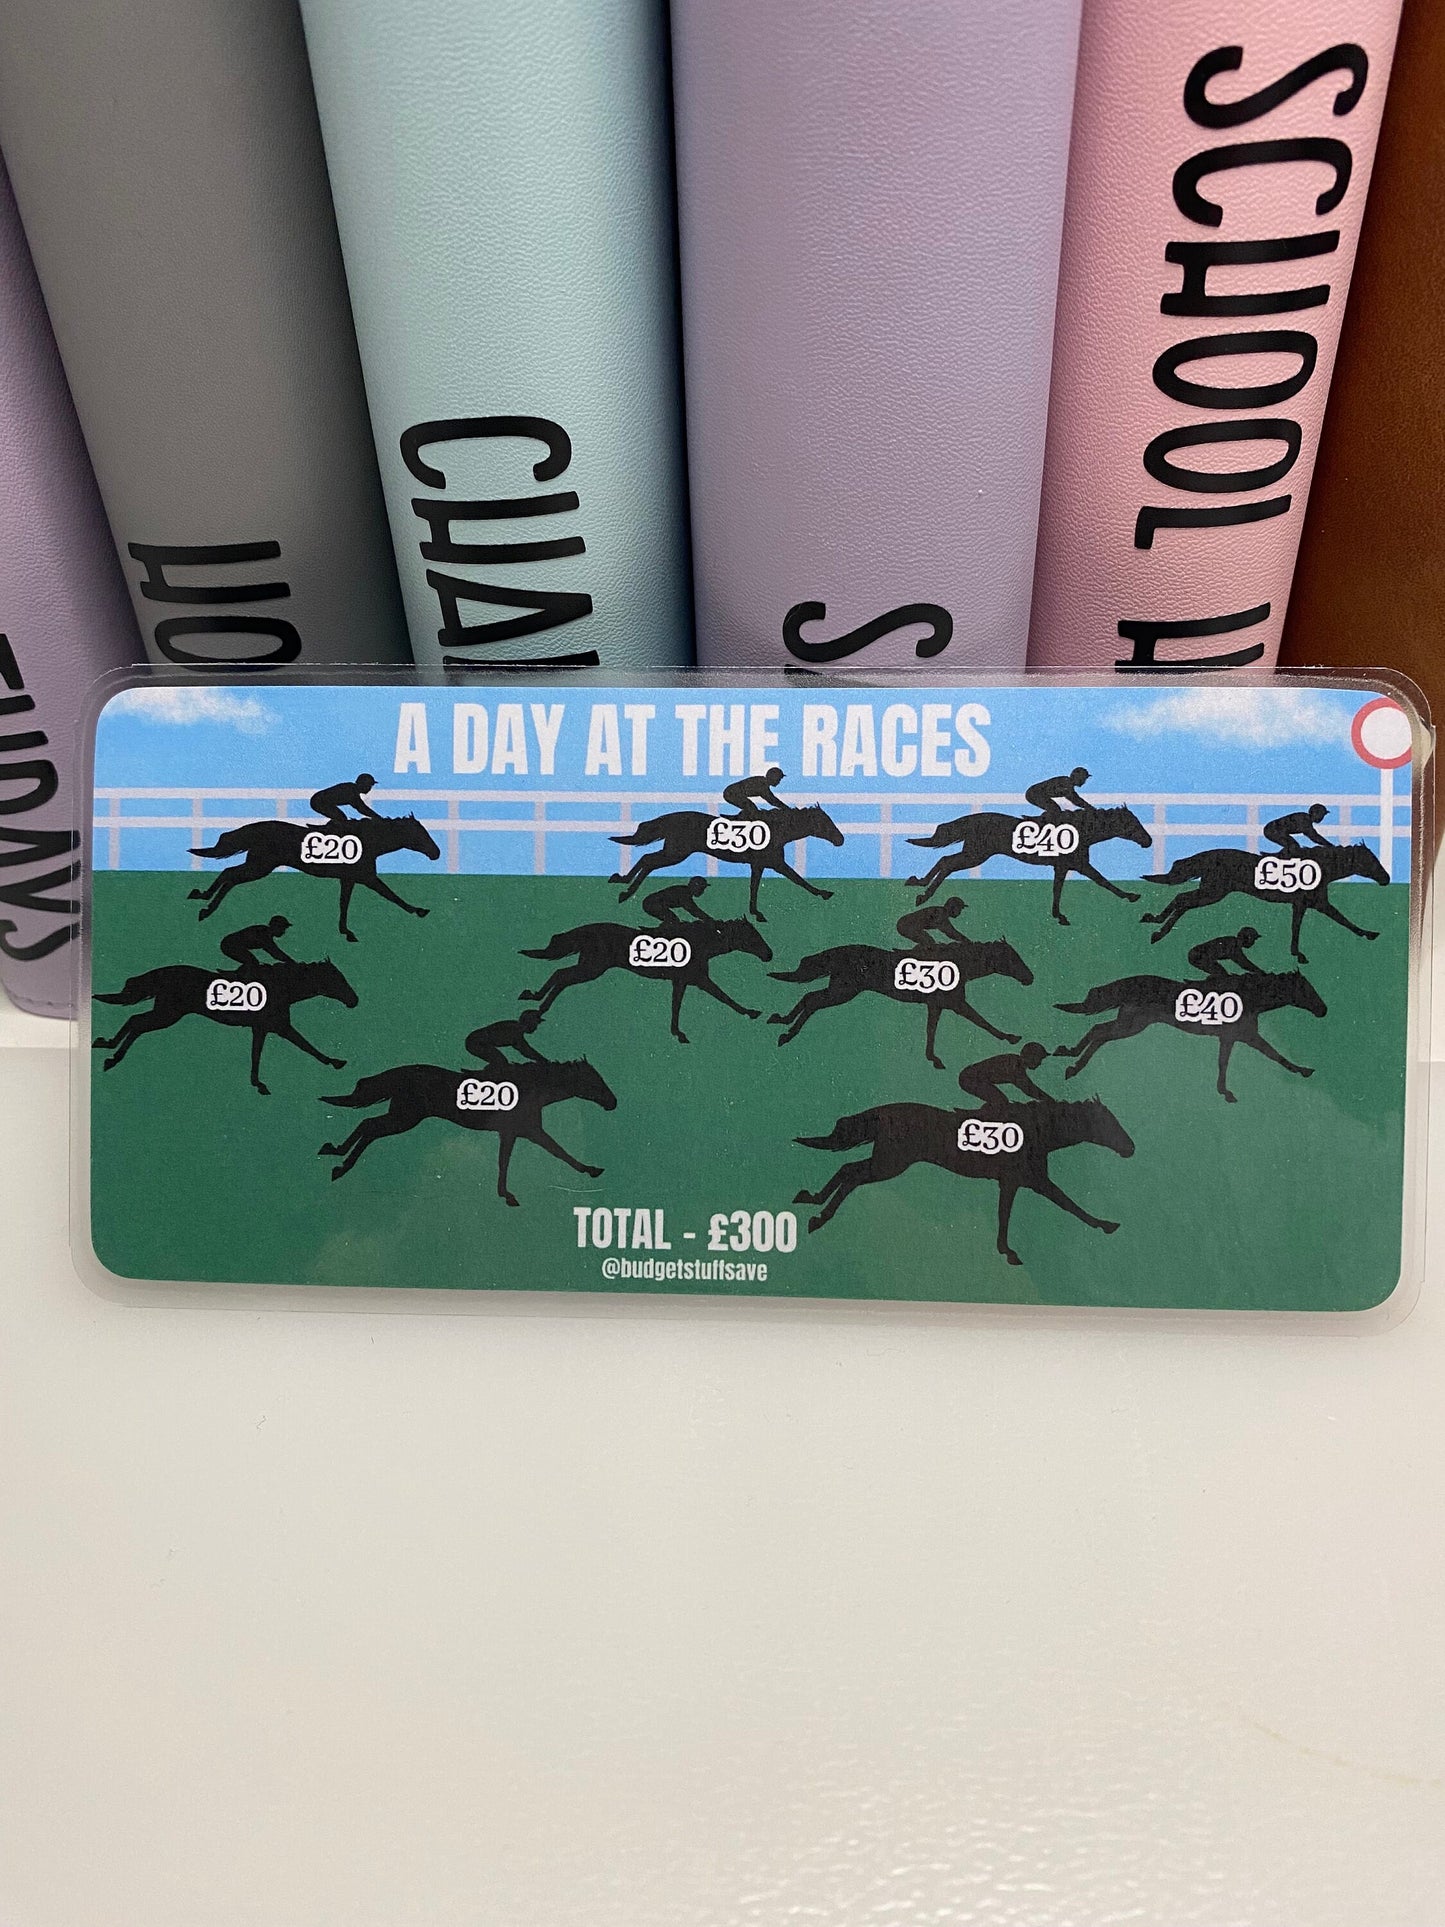 SCHOOL
A DAY AT THE RACES
£20
£30
£40
£50
£20
£20
£30
£40
£20
£30
TOTAL - £300
@budgetstuffsave